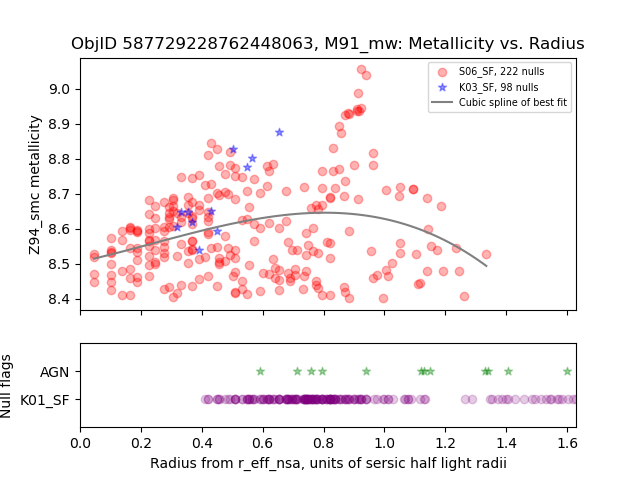 ObjID 587729228762448063, M91_mw: Metallicity vs. Radius
Z94_smc metallicity
9.0
8.9
8.8
8.7
8.6
8.5
8.4
S06_SF, 222 nulls
K03_SF, 98 nulls
Cubic spline of best fit
Null flags
AGN
K01_SF
0.0 0.2 0.4 0.6 0.8 1.0 1.2 1.4 1.6
Radius from r_eff_nsa, units of sersic half light radii